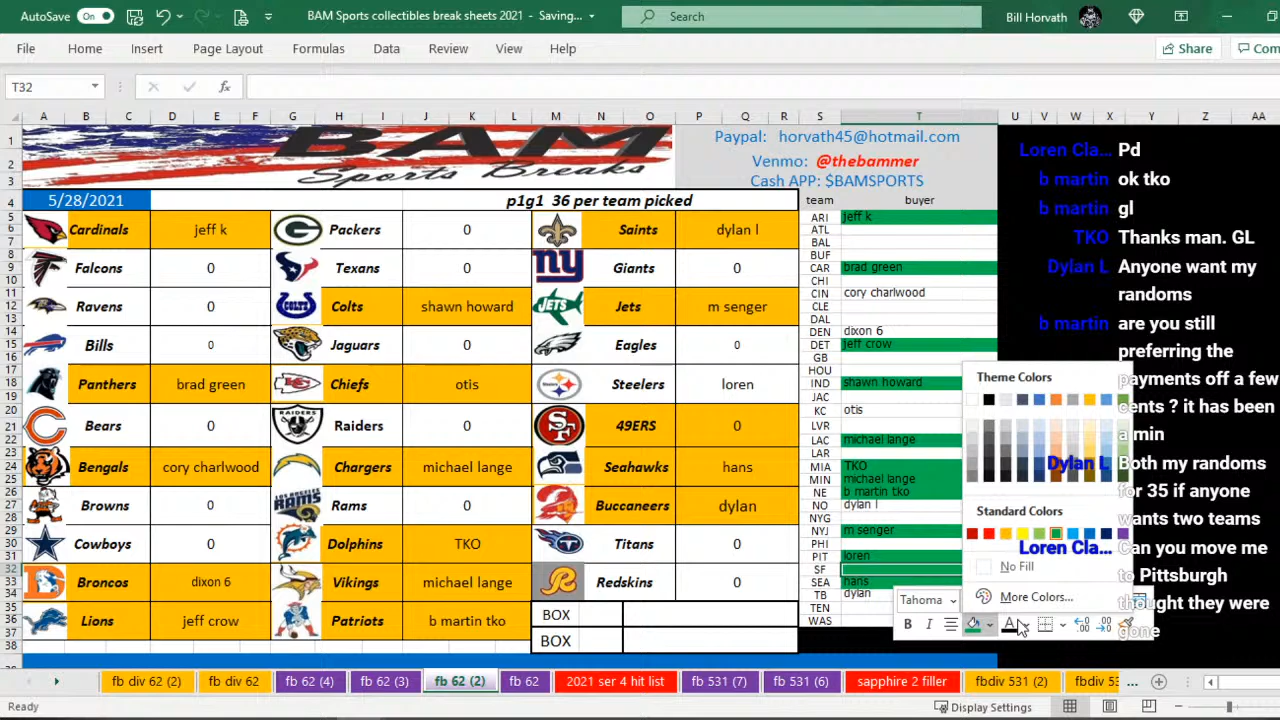 AutoSave On BAM Sports collectibles break sheets 2021 - Saving... Search Bill Horvath
File Home Insert Page Layout Formulas Data Review View Help Share Com
T32 fx
A B C D E F G H I J K L M N O P Q R S T U V W X Y Z AA
BAM
Sports Breaks
Paypal: horvath45@hotmail.com
Venmo: @thebammer
Cash APP: $BAMSPORTS
5/28/2021 p1g1 36 per team picked team buyer
Cardinals jeff k Packers 0 Saints dylan l
Falcons 0 Texans 0 Giants 0
Ravens 0 Colts shawn howard Jets m senger
Bills 0 Jaguars 0 Eagles 0
Panthers brad green Chiefs otis Steelers loren
Bears 0 Raiders 0 49ERS 0
Bengals cory charlwood Chargers michael lange Seahawks hans
Browns 0 Rams 0 Buccaneers dylan
Cowboys 0 Dolphins TKO Titans 0
Broncos dixon 6 Vikings michael lange Redskins 0
Lions jeff crow Patriots b martin tko BOX
BOX
ARI jeff k
ATL
BAL
BUF
CAR brad green
CHI
CIN cory charlwood
CLE
DAL
DEN dixon 6
DET jeff crow
GB
HOU
IND shawn howard
JAC
KC otis
LVR
LAC michael lange
LAR
MIA TKO
MIN michael lange
NE b martin tko
NO dylan l
NYG
NYJ m senger
PHI
PIT loren
SF
SEA hans
TB dylan
TEN
WAS
Theme Colors
Standard Colors
No Fill
More Colors...
Tahoma
B I A
Loren Cla... Pd
b martin ok tko
b martin gl
TKO Thanks man. GL
Dylan L Anyone want my
randoms
b martin are you still
preferring the
payments off a few
cents ? it has been
a min
Dylan L Both my randoms
for 35 if anyone
wants two teams
Loren Cla... Can you move me
to Pittsburgh
thought they were
gone
fb div 62 (2) fb div 62 fb 62 (4) fb 62 (3) fb 62 (2) fb 62 2021 ser 4 hit list fb 531 (7) fb 531 (6) sapphire 2 filler fbdiv 531 (2) fbdiv 53 ...
Ready Display Settings